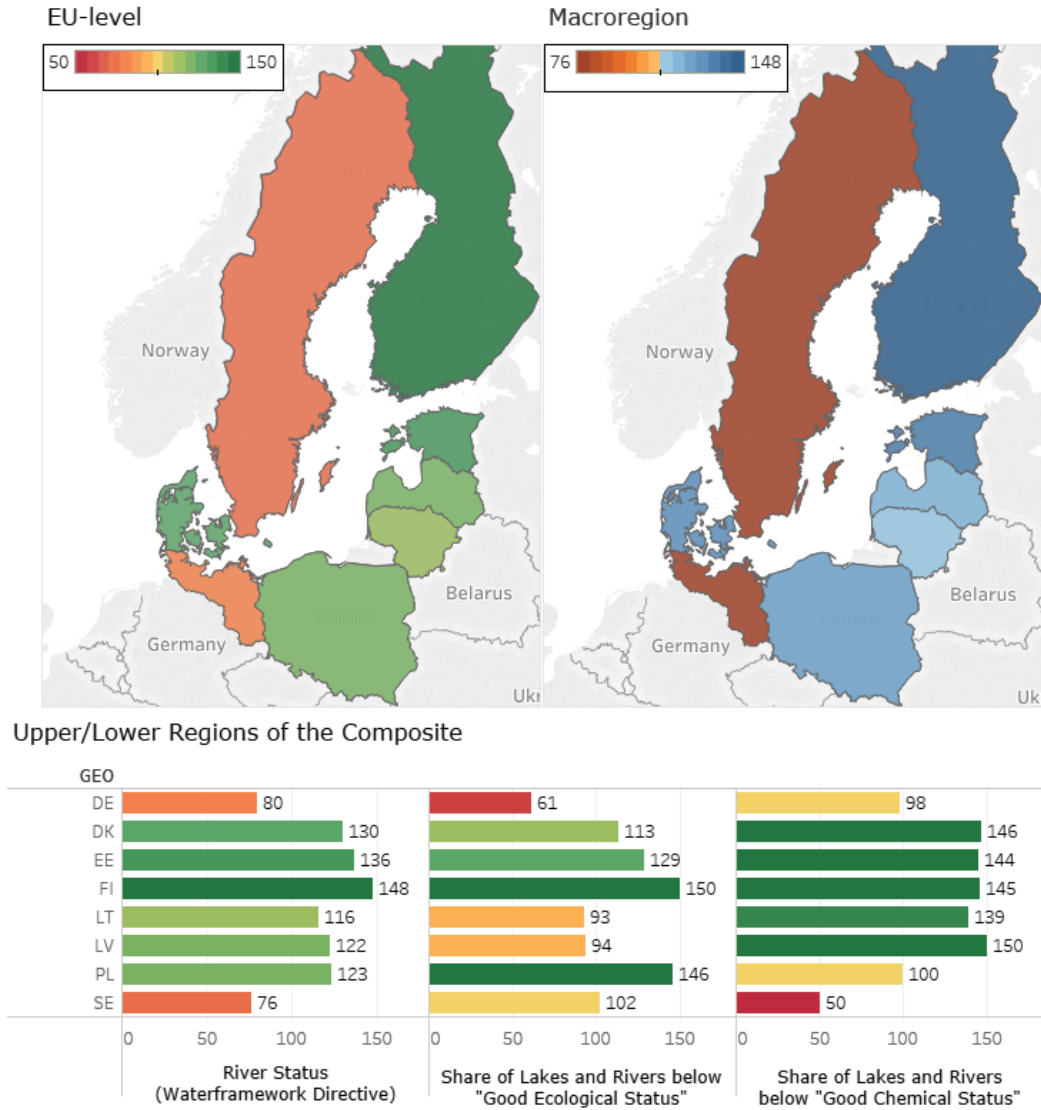 EU-level
Macroregion
50 150
76 148
Sweden
Sweden
Finland
Finland
Norway
Norway
Belarus
Belarus
Poland
Poland
Germany
Germany
Ukr
Uk
Upper/Lower Regions of the Composite
GEO
DE 80 61 98
DK 130 113 146
EE 136 129 144
FI 148 150 145
LT 116 93 139
LV 122 94 150
PL 123 146 100
SE 76 102 50
0 50 100 150 0 50 100 150 0 50 100 150
River Status
(Waterframework Directive)
Share of Lakes and Rivers below
"Good Ecological Status"
Share of Lakes and Rivers
below "Good Chemical Status"